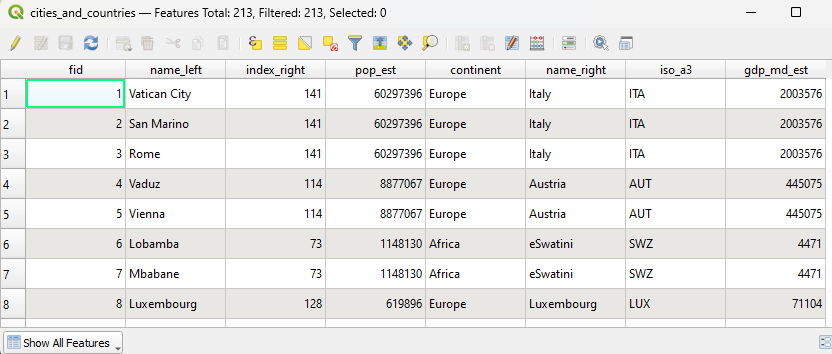 cities_and_countries — Features Total: 213, Filtered: 213, Selected: 0
fid name_left index_right pop_est continent name_right iso_a3 gdp_md_est
1 1 Vatican City 141 60297396 Europe Italy ITA 2003576
2 2 San Marino 141 60297396 Europe Italy ITA 2003576
3 3 Rome 141 60297396 Europe Italy ITA 2003576
4 4 Vaduz 114 8877067 Europe Austria AUT 445075
5 5 Vienna 114 8877067 Europe Austria AUT 445075
6 6 Lobamba 73 1148130 Africa eSwatini SWZ 4471
7 7 Mbabane 73 1148130 Africa eSwatini SWZ 4471
8 8 Luxembourg 128 619896 Europe Luxembourg LUX 71104
Show All Features